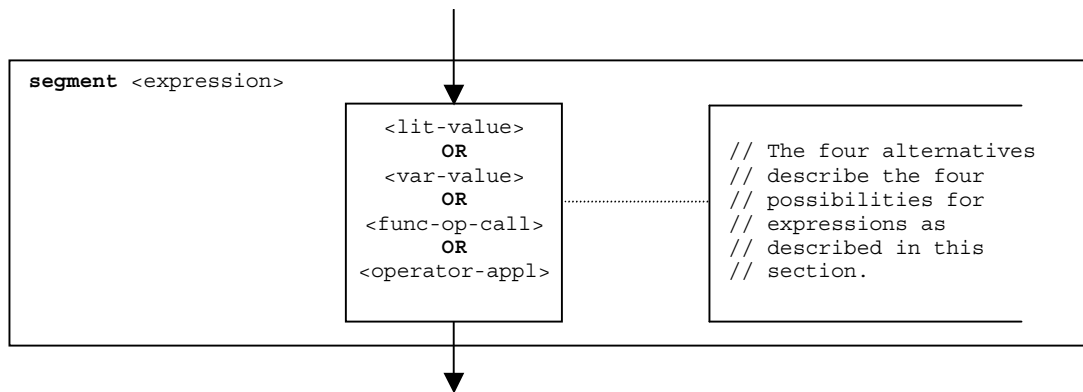 segment <expression>
<lit-value>
OR
<var-value>
OR
<func-op-call>
OR
<operator-appl>
// The four alternatives
// describe the four
// possibilities for
// expressions as
// described in this
// section.